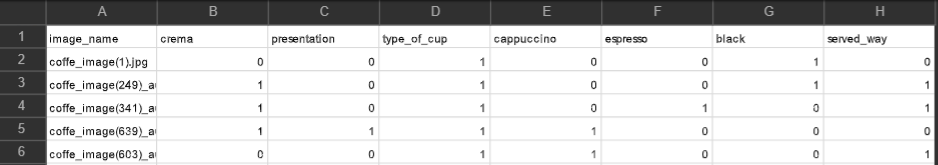 A B C D E F G H
1 image_name crema presentation type_of_cup cappuccino espresso black served_way
2 coffe_image(1).jpg 0 0 1 0 0 1 0
3 coffe_image(249)_a 1 0 1 0 0 1 1
4 coffe_image(341)_a 1 0 1 0 1 0 1
5 coffe_image(639)_a 1 1 1 1 0 0 0
6 coffe_image(603)_a 0 0 1 1 0 0 1